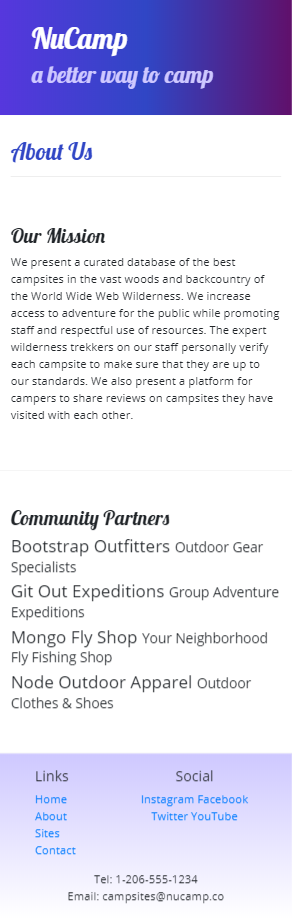 NuCamp
a better way to camp
About Us
Our Mission
We present a curated database of the best
campsites in the vast woods and backcountry of
the World Wide Web Wilderness. We increase
access to adventure for the public while promoting
staff and respectful use of resources. The expert
wilderness trekkers on our staff personally verify
each campsite to make sure that they are up to
our standards. We also present a platform for
campers to share reviews on campsites they have
visited with each other.
Community Partners
Bootstrap Outfitters Outdoor Gear
Specialists
Git Out Expeditions Group Adventure
Expeditions
Mongo Fly Shop Your Neighborhood
Fly Fishing Shop
Node Outdoor Apparel Outdoor
Clothes & Shoes
Links
Home
About
Sites
Contact
Social
Instagram Facebook
Twitter YouTube
Tel: 1-206-555-1234
Email: campsites@nucamp.co